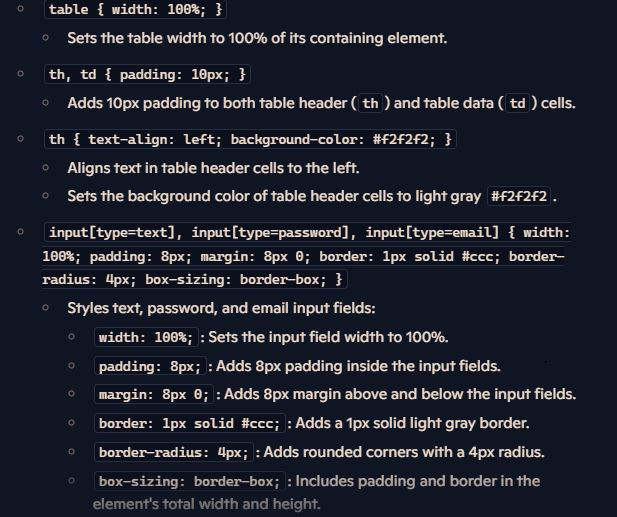 table { width: 100%; }
Sets the table width to 100% of its containing element.
th, td { padding: 10px; }
Adds 10px padding to both table header ( th ) and table data ( td ) cells.
th { text-align: left; background-color: #f2f2f2; }
Aligns text in table header cells to the left.
Sets the background color of table header cells to light gray #f2f2f2 .
input[type=text], input[type=password], input[type=email] { width:
100%; padding: 8px; margin: 8px 0; border: 1px solid #ccc; border-
radius: 4px; box-sizing: border-box; }
Styles text, password, and email input fields:
width: 100%; : Sets the input field width to 100%.
padding: 8px; : Adds 8px padding inside the input fields.
margin: 8px 0; : Adds 8px margin above and below the input fields.
border: 1px solid #ccc; : Adds a 1px solid light gray border.
border-radius: 4px; : Adds rounded corners with a 4px radius.
box-sizing: border-box; : Includes padding and border in the
element's total width and height.